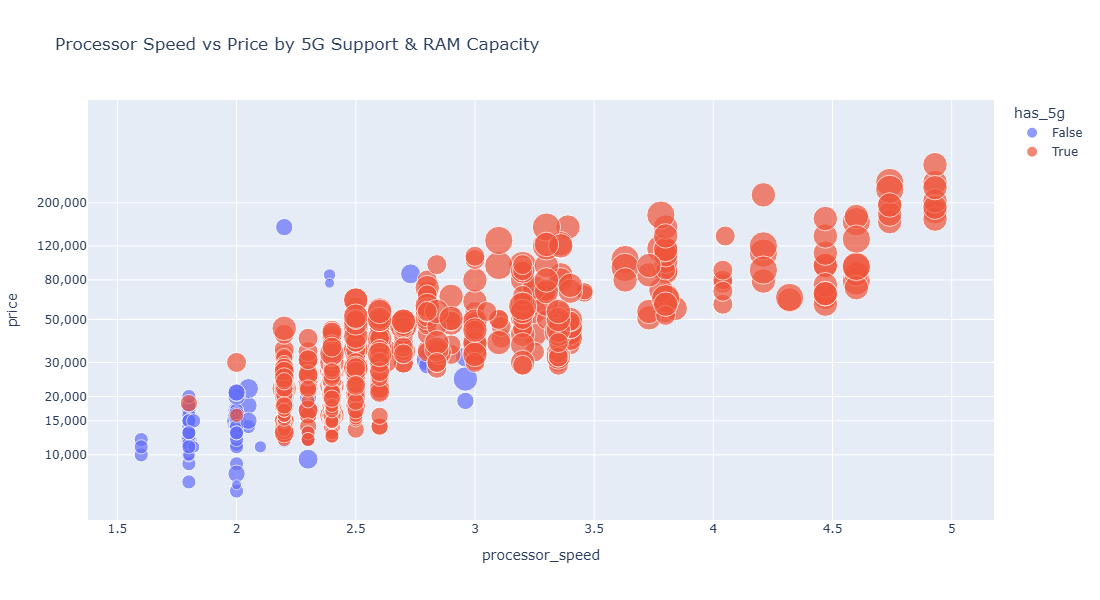 Processor Speed vs Price by 5G Support & RAM Capacity
has_5g
False
True
price
200,000
120,000
80,000
50,000
30,000
20,000
15,000
10,000
1.5 2 2.5 3 3.5 4 4.5 5
processor_speed